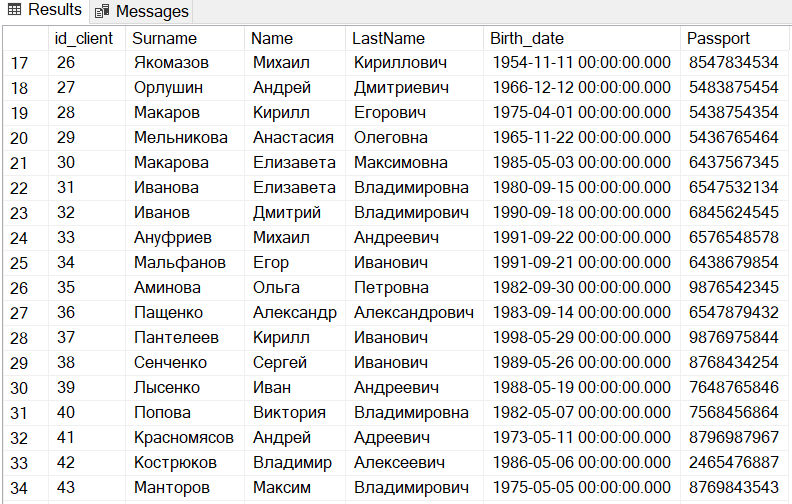 Results Messages
id_client Surname Name LastName Birth_date Passport
17 26 Якомазов Михаил Кириллович 1954-11-11 00:00:00.000 8547834534
18 27 Орлушин Андрей Дмитриевич 1966-12-12 00:00:00.000 5483875454
19 28 Макаров Кирилл Егорович 1975-04-01 00:00:00.000 5438754354
20 29 Мельникова Анастасия Олеговна 1965-11-22 00:00:00.000 5436765464
21 30 Макарова Елизавета Максимовна 1985-05-03 00:00:00.000 6437567345
22 31 Иванова Елизавета Владимировна 1980-09-15 00:00:00.000 6547532134
23 32 Иванов Дмитрий Владимирович 1990-09-18 00:00:00.000 6845624545
24 33 Ануфриев Михаил Андреевич 1991-09-22 00:00:00.000 6576548578
25 34 Мальфанов Егор Иванович 1991-09-21 00:00:00.000 6438679854
26 35 Аминова Ольга Петровна 1982-09-30 00:00:00.000 9876542345
27 36 Пащенко Александр Александрович 1983-09-14 00:00:00.000 6547879432
28 37 Пантелеев Кирилл Иванович 1998-05-29 00:00:00.000 9876975844
29 38 Сенченко Сергей Иванович 1989-05-26 00:00:00.000 8768434254
30 39 Лысенко Иван Андреевич 1988-05-19 00:00:00.000 7648765846
31 40 Попова Виктория Владимировна 1982-05-07 00:00:00.000 7568456864
32 41 Красномясов Андрей Адреевич 1973-05-11 00:00:00.000 8796987967
33 42 Кострюков Владимир Алексеевич 1986-05-06 00:00:00.000 2465476887
34 43 Манторов Максим Владимирович 1975-05-05 00:00:00.000 8769843543